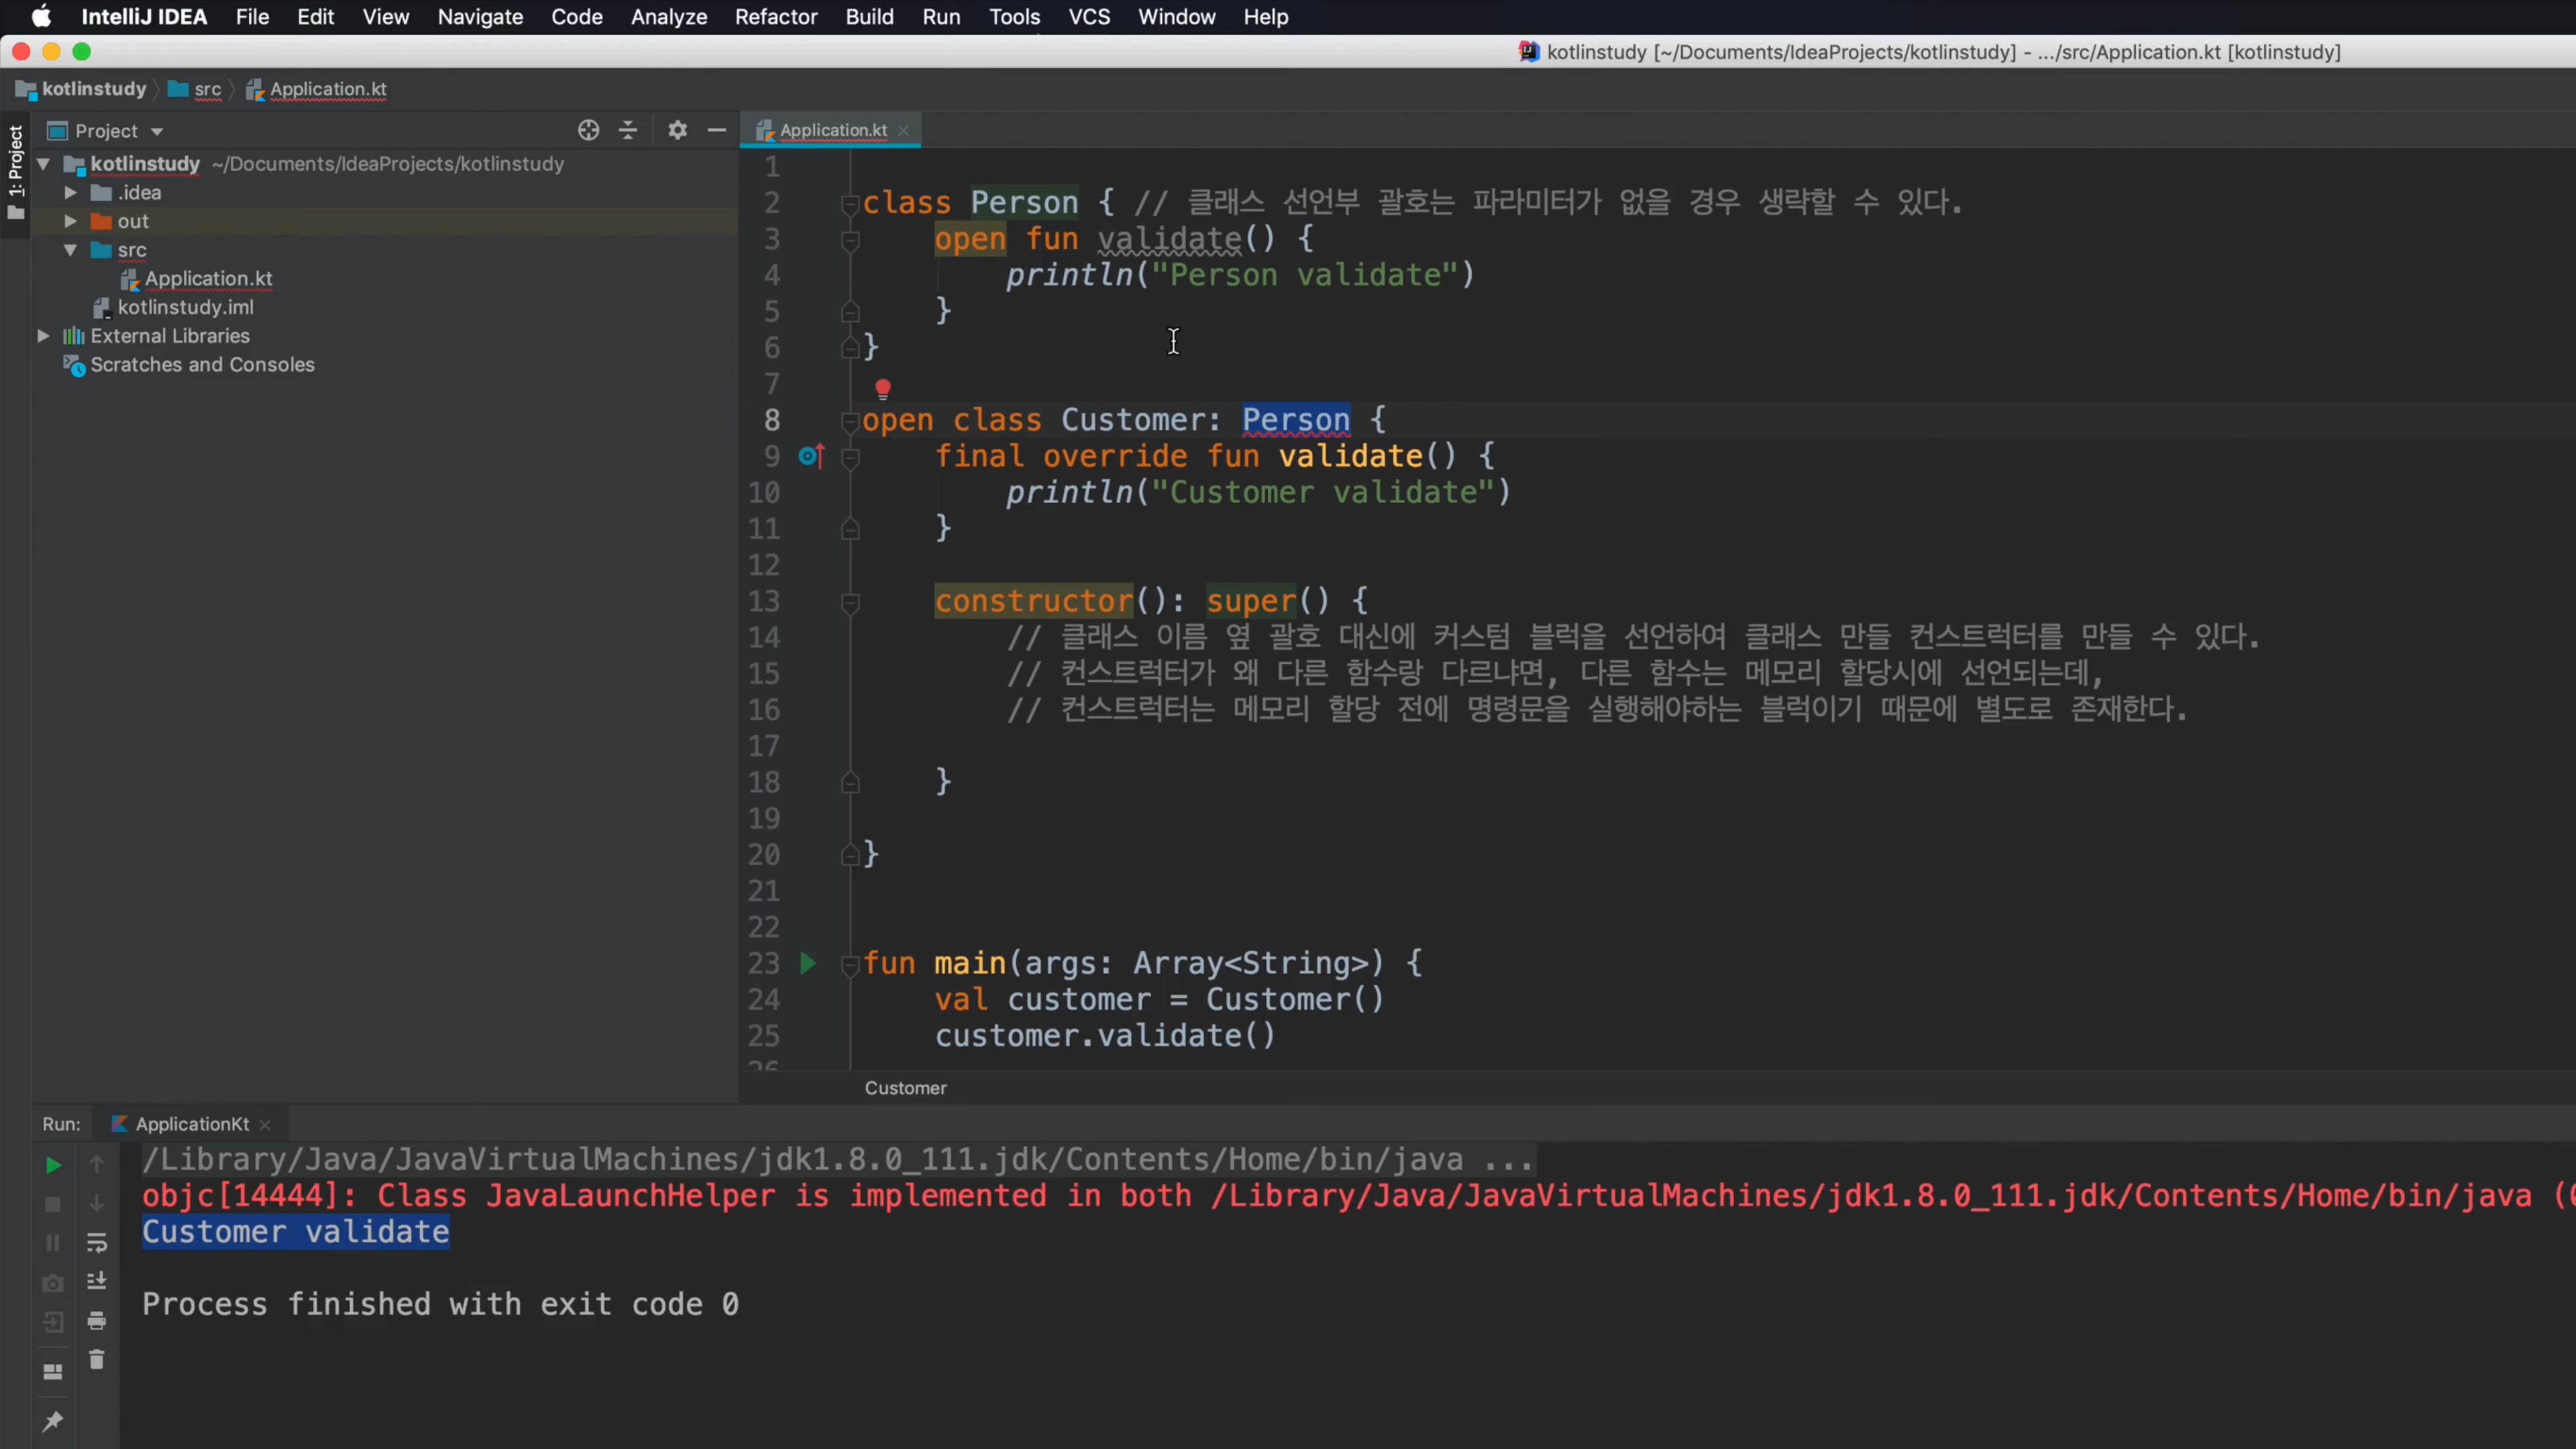 IntelliJ IDEA File Edit View Navigate Code Analyze Refactor Build Run Tools VCS Window Help
kotlinstudy [~/Documents/IdeaProjects/kotlinstudy] - .../src/Application.kt [kotlinstudy]
kotlinstudy src Application.kt
1: Project
Project
kotlinstudy ~/Documents/IdeaProjects/kotlinstudy
.idea
out
src
Application.kt
kotlinstudy.iml
External Libraries
Scratches and Consoles
Application.kt
1
2 class Person { // 클래스 선언부 괄호는 파라미터가 없을 경우 생략할 수 있다.
3 open fun validate() {
4 println("Person validate")
5 }
6 }
7
8 open class Customer: Person {
9 final override fun validate() {
10 println("Customer validate")
11 }
12
13 constructor(): super() {
14 // 클래스 이름 옆 괄호 대신에 커스텀 블럭을 선언하여 클래스 만들 컨스트럭터를 만들 수 있다.
15 // 컨스트럭터가 왜 다른 함수랑 다르냐면, 다른 함수는 메모리 할당시에 선언되는데,
16 // 컨스트럭터는 메모리 할당 전에 명령문을 실행해야하는 블럭이기 때문에 별도로 존재한다.
17
18 }
19
20 }
21
22
23 fun main(args: Array<String>) {
24 val customer = Customer()
25 customer.validate()
26
Customer
Run: ApplicationKt
/Library/Java/JavaVirtualMachines/jdk1.8.0_111.jdk/Contents/Home/bin/java ...
objc[14444]: Class JavaLaunchHelper is implemented in both /Library/Java/JavaVirtualMachines/jdk1.8.0_111.jdk/Contents/Home/bin/java (
Customer validate
Process finished with exit code 0